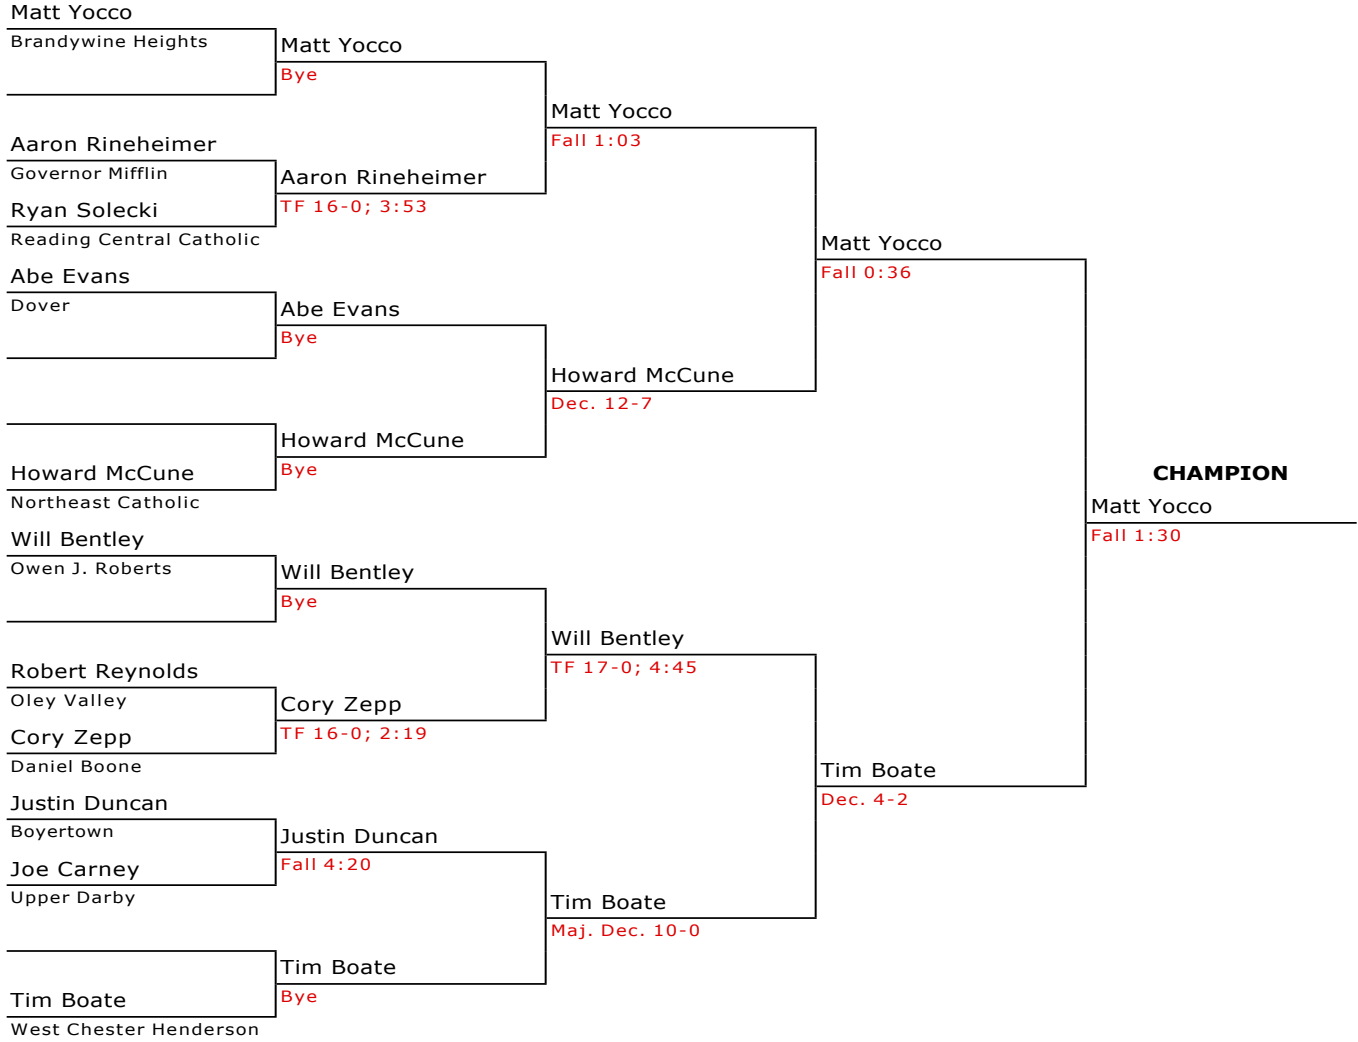 Matt Yocco
Brandywine Heights
Aaron Rineheimer
Governor Mifflin
Ryan Solecki
Reading Central Catholic
Abe Evans
Dover
Howard McCune
Northeast Catholic
Will Bentley
Owen J. Roberts
Robert Reynolds
Oley Valley
Cory Zepp
Daniel Boone
Justin Duncan
Boyertown
Joe Carney
Upper Darby
Tim Boate
West Chester Henderson
Matt Yocco
Bye
Aaron Rineheimer
TF 16-0; 3:53
Abe Evans
Bye
Howard McCune
Bye
Will Bentley
Bye
Cory Zepp
TF 16-0; 2:19
Justin Duncan
Fall 4:20
Tim Boate
Bye
Matt Yocco
Fall 1:03
Howard McCune
Dec. 12-7
Will Bentley
TF 17-0; 4:45
Tim Boate
Maj. Dec. 10-0
Matt Yocco
Fall 0:36
Tim Boate
Dec. 4-2
CHAMPION
Matt Yocco
Fall 1:30